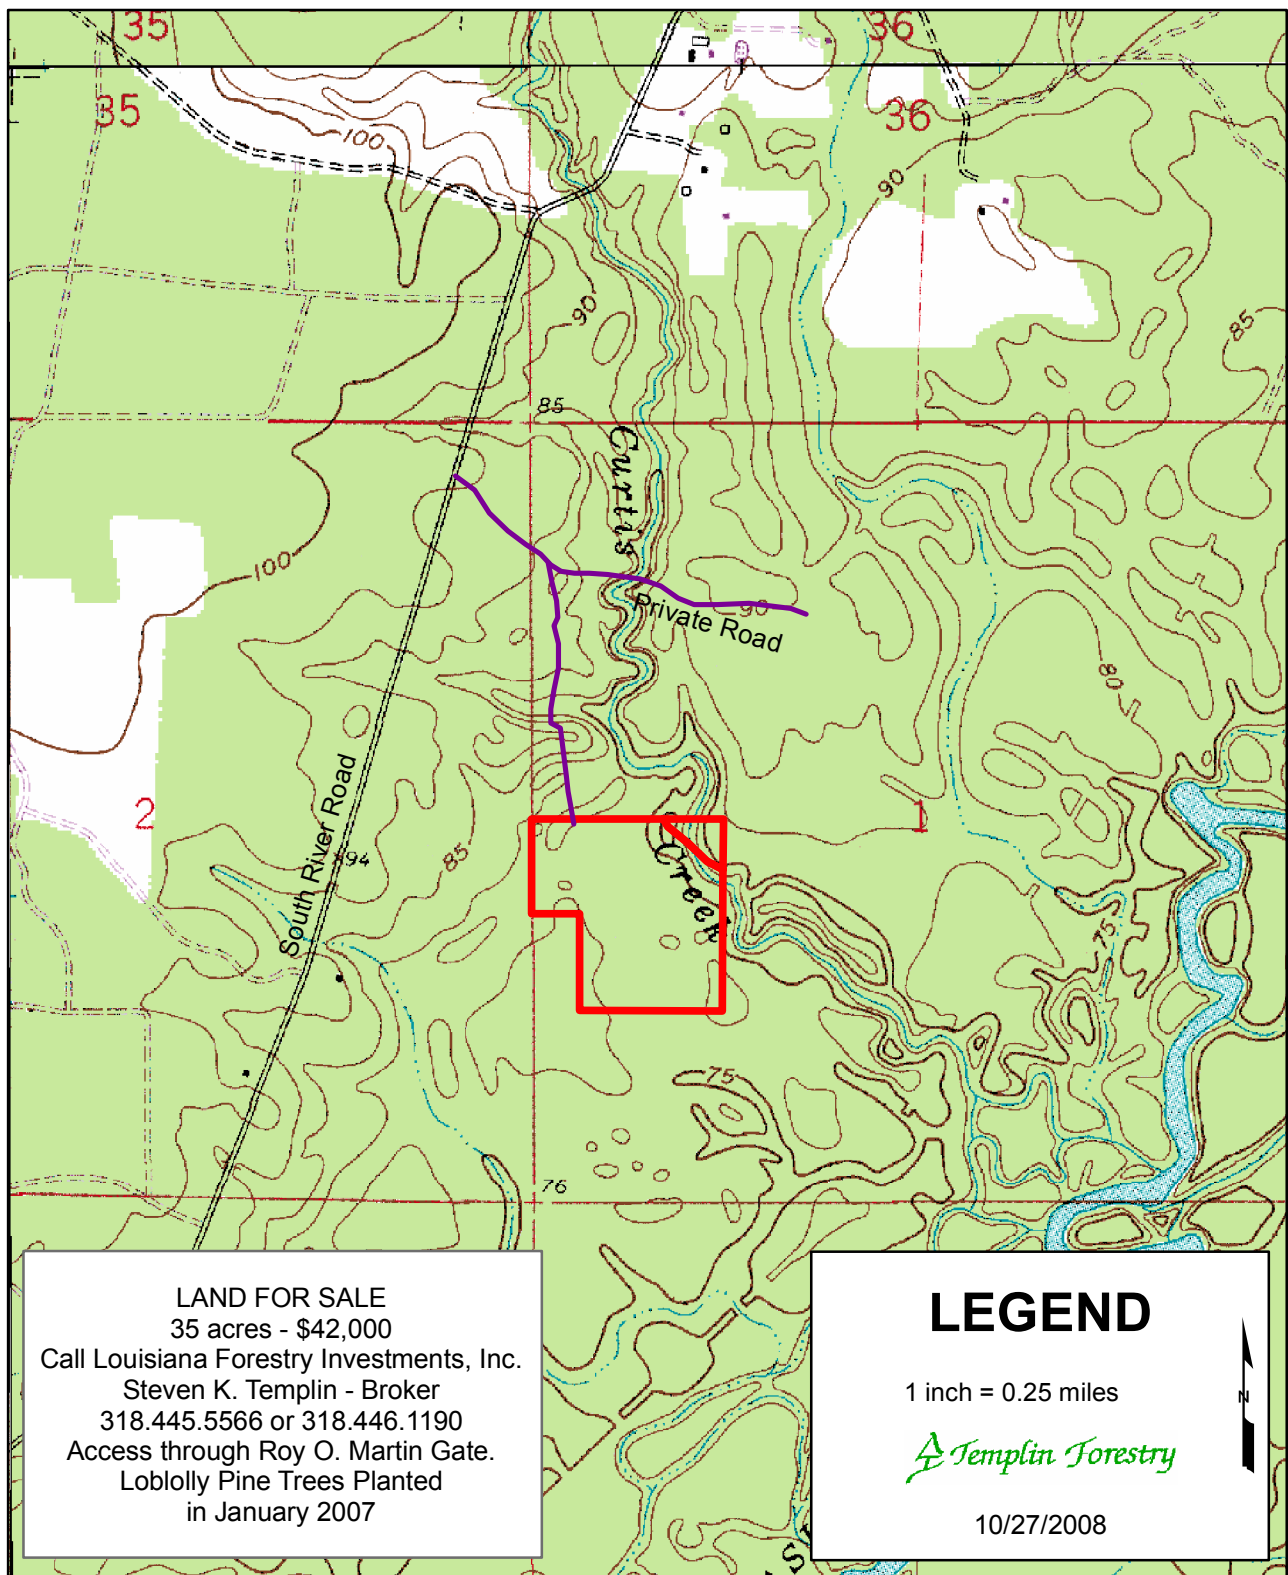 35
36
35
36
100
90
90
85
85
Curtis
100
90
Private Road
80
2
1
South River Road
94
85
Creek
75
75
76
LAND FOR SALE
35 acres - $42,000
Call Louisiana Forestry Investments, Inc.
Steven K. Templin - Broker
318.445.5566 or 318.446.1190
Access through Roy O. Martin Gate.
Loblolly Pine Trees Planted
in January 2007
LEGEND
1 inch = 0.25 miles
N
Templin Forestry
10/27/2008